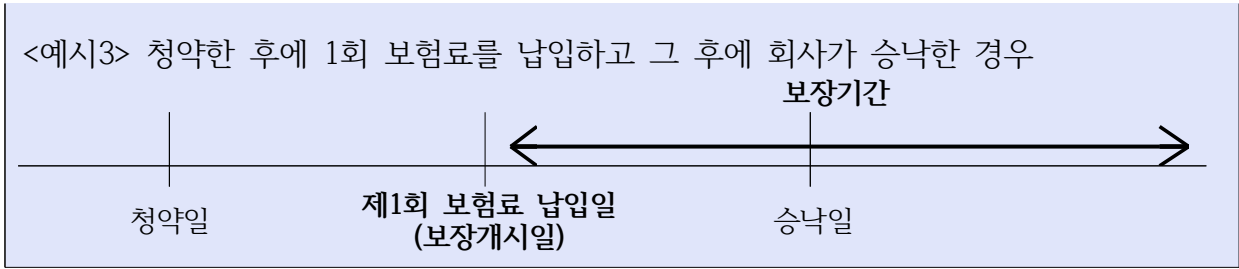 <예시3> 청약한 후에 1회 보험료를 납입하고 그 후에 회사가 승낙한 경우
보장기간
청약일
제1회 보험료 납입일
(보장개시일)
승낙일